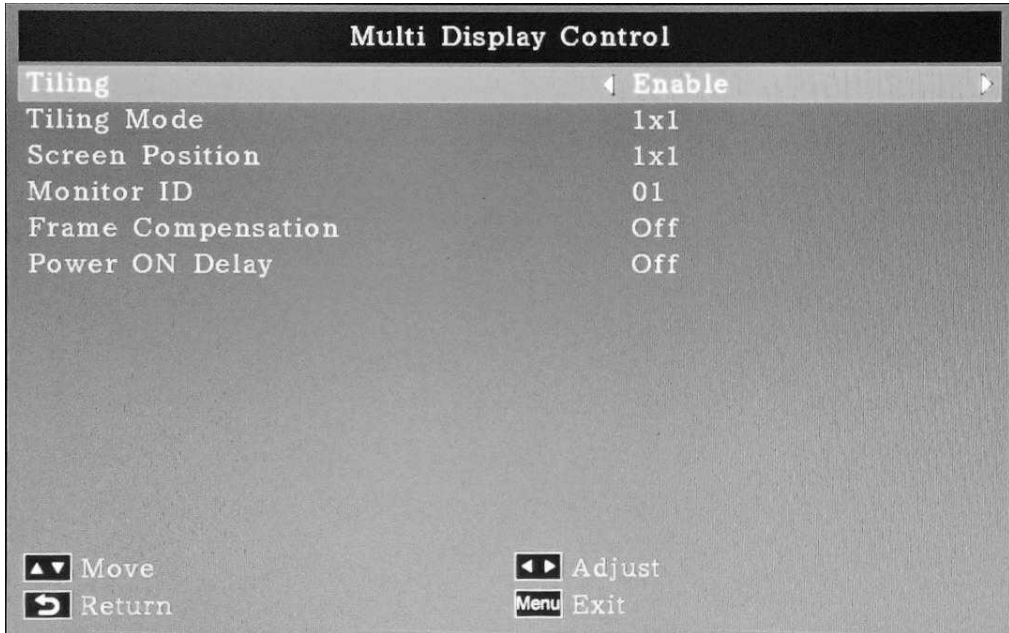 Multi Display Control
Tiling Enable
Tiling Mode 1x1
Screen Position 1x1
Monitor ID 01
Frame Compensation Off
Power ON Delay Off
Move Adjust
Return Menu Exit